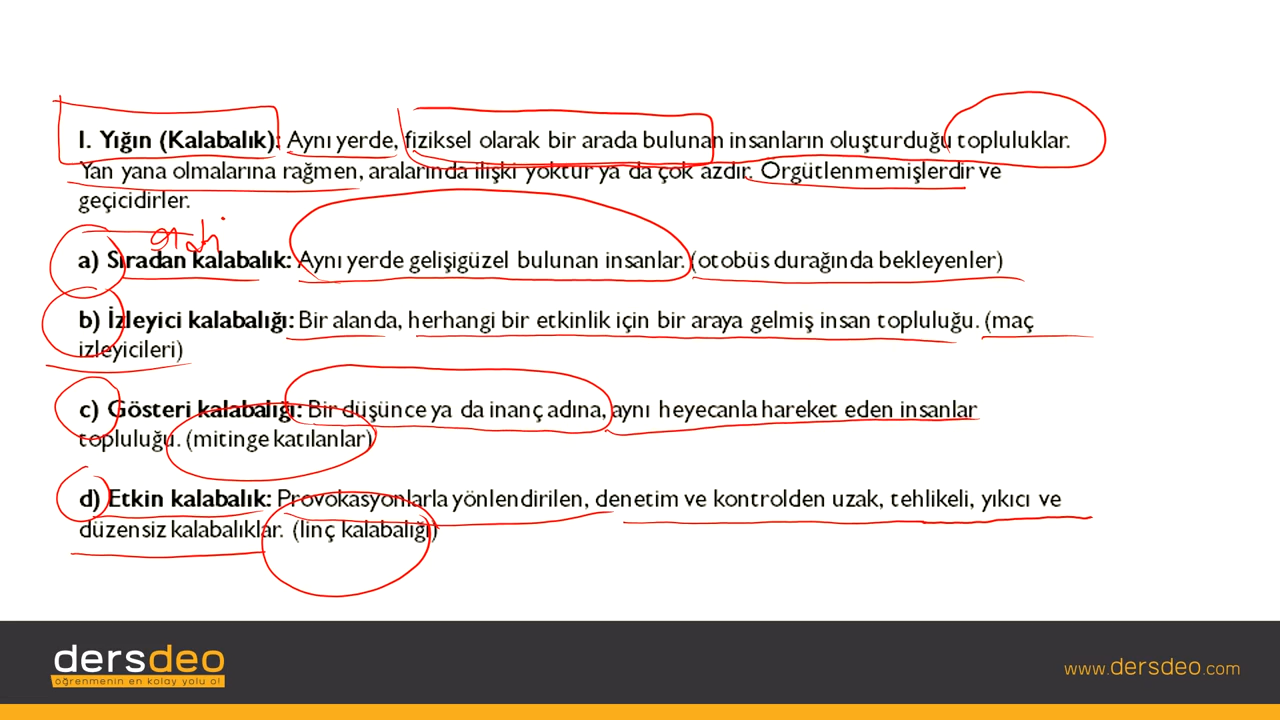 I. Yığın (Kalabalık): Aynı yerde, fiziksel olarak bir arada bulunan insanların oluşturduğu topluluklar.
Yan yana olmalarına rağmen, aralarında ilişki yoktur ya da çok azdır. Örgütlenmemişlerdir ve
geçicidirler.
a) Sıradan kalabalık: Aynı yerde gelişigüzel bulunan insanlar. (otobüs durağında bekleyenler)
b) İzleyici kalabalığı: Bir alanda, herhangi bir etkinlik için bir araya gelmiş insan topluluğu. (maç
izleyicileri)
c) Gösteri kalabalığı: Bir düşünce ya da inanç adına, aynı heyecanla hareket eden insanlar
topluluğu. (mitinge katılanlar)
d) Etkin kalabalık: Provokasyonlarla yönlendirilen, denetim ve kontrolden uzak, tehlikeli, yıkıcı ve
düzensiz kalabalıklar. (linç kalabalığı)
dersdeo
öğrenmenin en kolay yolu o!
www.dersdeo.com